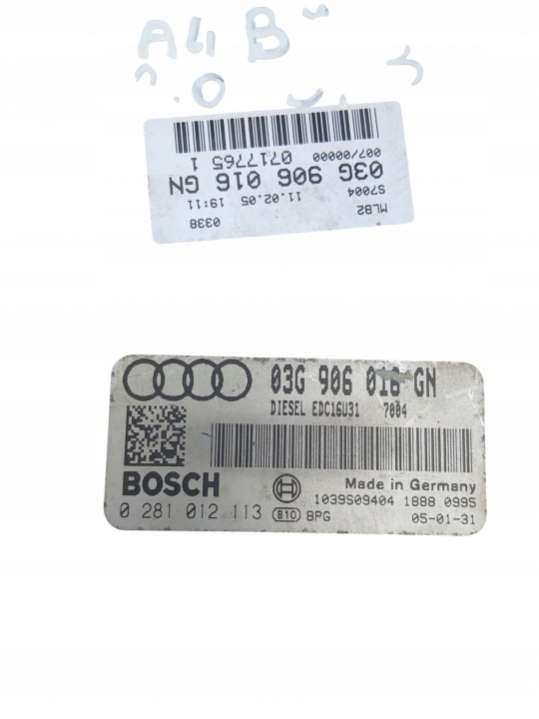 A4 B
007/00000 0717765 1
03G 906 016 GN
S7004 11.02.05 19:11
MLB2 0338
03G 906 016 GN
DIESEL EDC16U31 7004
BOSCH
Made in Germany
1039S09404 1888 0995
0 281 012 113 B10 BPG 05-01-31